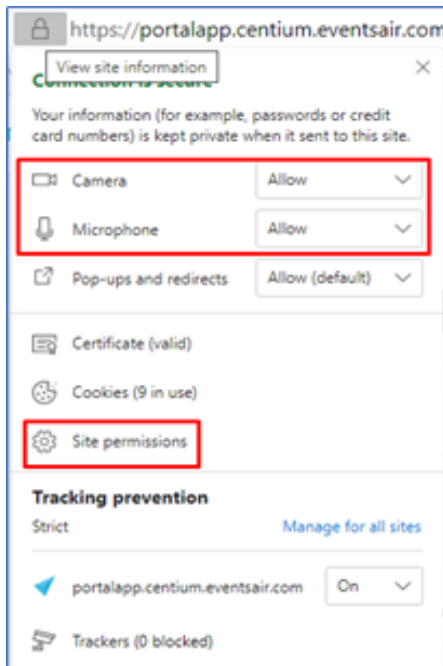 https://portalapp.centium.eventsair.com
View site information
Connection is secure
Your information (for example, passwords or credit
card numbers) is kept private when it sent to this site.
Camera Allow
Microphone Allow
Pop-ups and redirects Allow (default)
Certificate (valid)
Cookies (9 in use)
Site permissions
Tracking prevention
Strict Manage for all sites
portalapp.centium.eventsair.com On
Trackers (0 blocked)